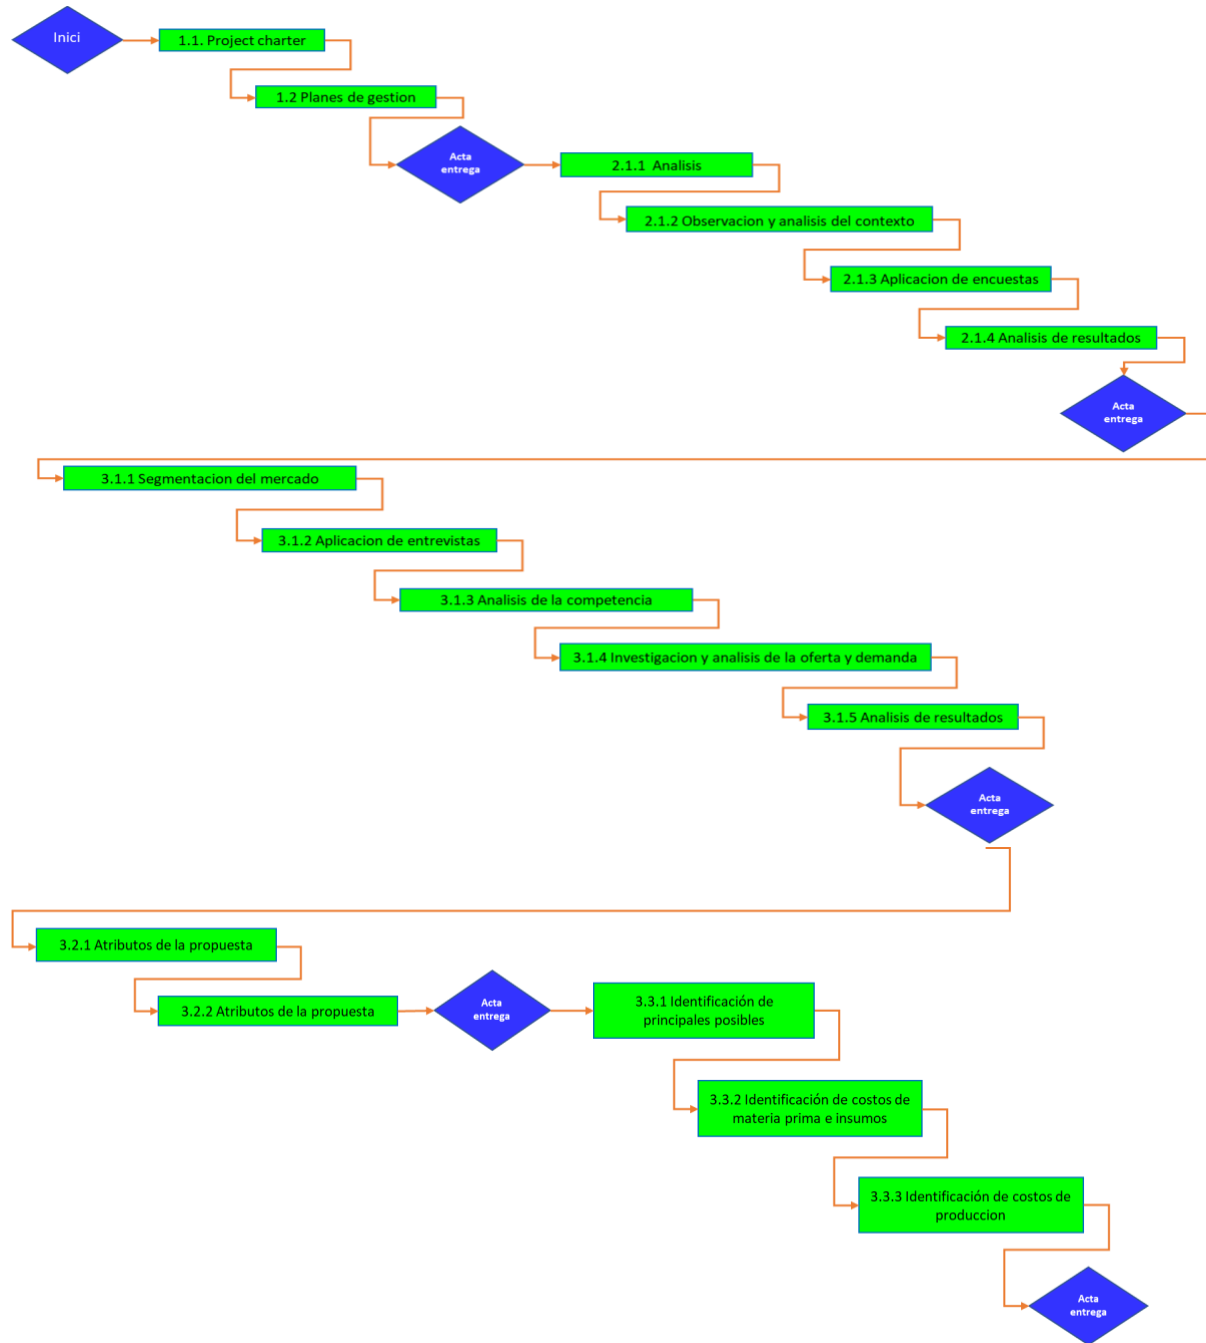 Inici
1.1. Project charter
1.2 Planes de gestion
Acta
entrega
2.1.1 Analisis
2.1.2 Observacion y analisis del contexto
2.1.3 Aplicacion de encuestas
2.1.4 Analisis de resultados
Acta
entrega
3.1.1 Segmentacion del mercado
3.1.2 Aplicacion de entrevistas
3.1.3 Analisis de la competencia
3.1.4 Investigacion y analisis de la oferta y demanda
3.1.5 Analisis de resultados
Acta
entrega
3.2.1 Atributos de la propuesta
3.2.2 Atributos de la propuesta
Acta
entrega
3.3.1 Identificación de
principales posibles
3.3.2 Identificación de costos de
materia prima e insumos
3.3.3 Identificación de costos de
produccion
Acta
entrega